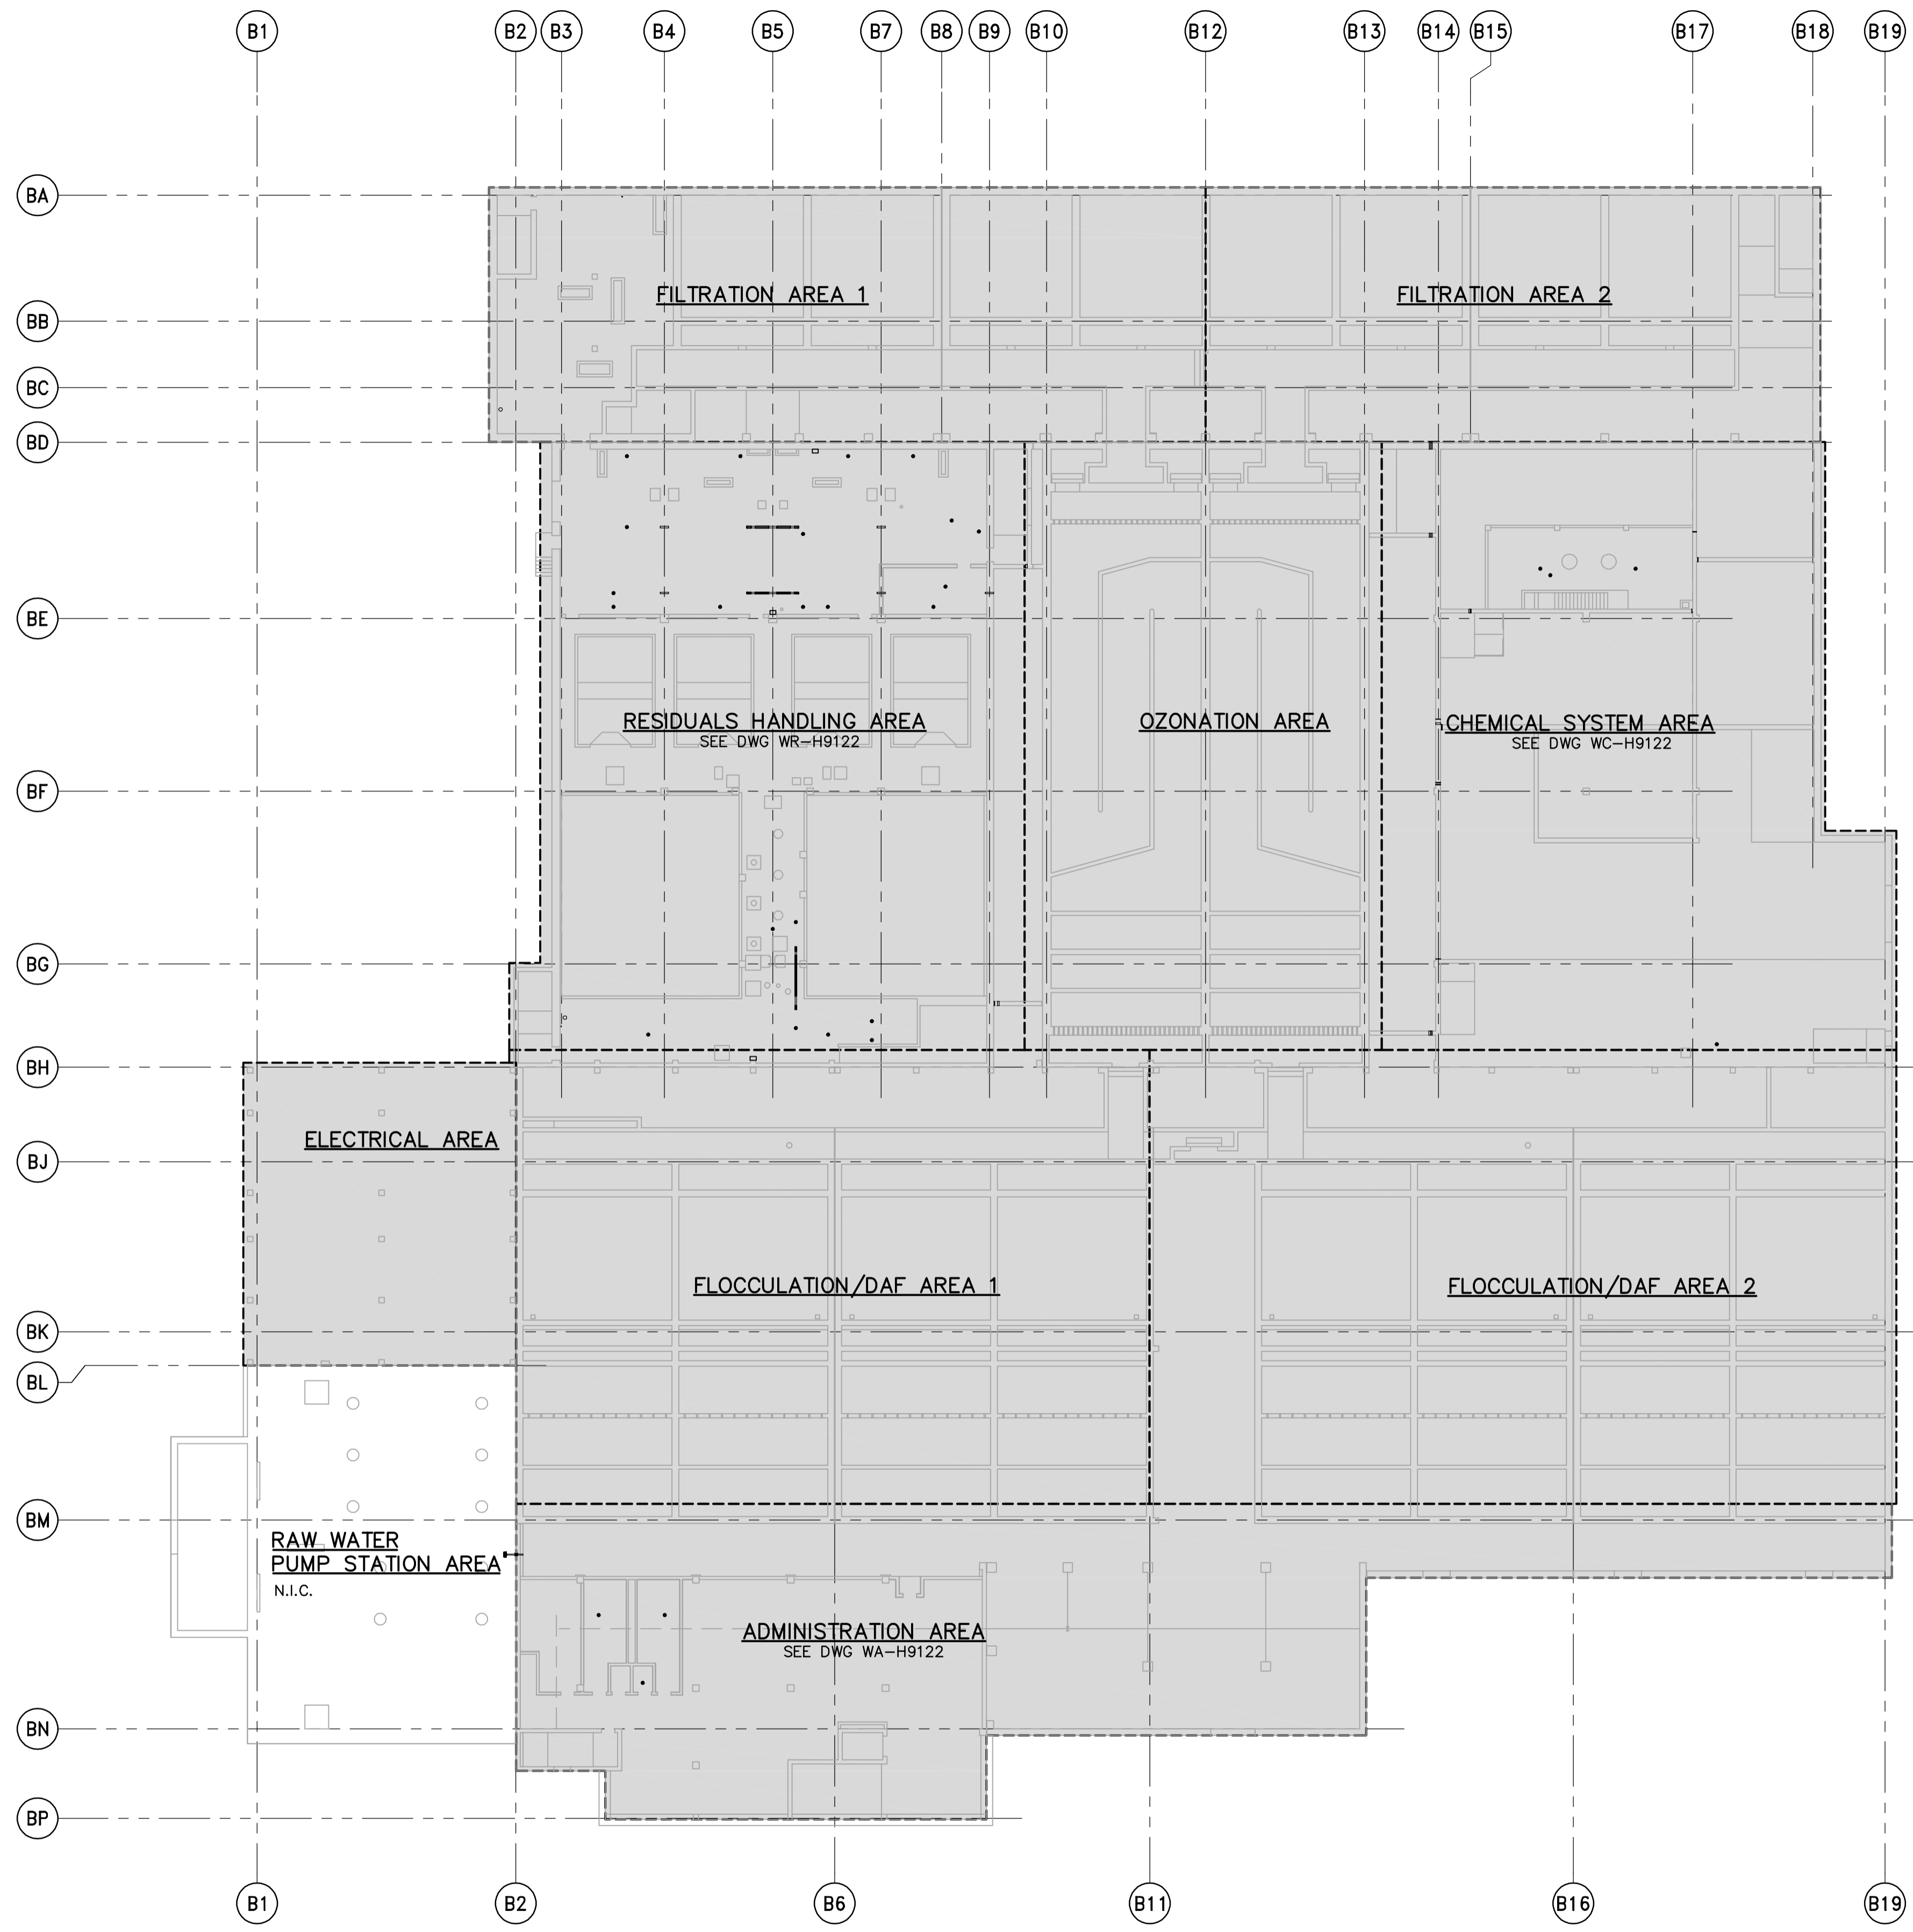 B1 B2 B3 B4 B5 B7 B8 B9 B10 B12 B13 B14 B15 B17 B18 B19
BA
FILTRATION AREA 1
FILTRATION AREA 2
BB
BC
BD
BE
RESIDUALS HANDLING AREA
SEE DWG WR-H9122
OZONATION AREA
CHEMICAL SYSTEM AREA
SEE DWG WC-H9122
BF
BG
BH
ELECTRICAL AREA
BJ
FLOCCULATION/DAF AREA 1
FLOCCULATION/DAF AREA 2
BK
BL
BM
RAW WATER
PUMP STATION AREA
N.I.C.
ADMINISTRATION AREA
SEE DWG WA-H9122
BN
BP
B1 B2 B6 B11 B16 B19